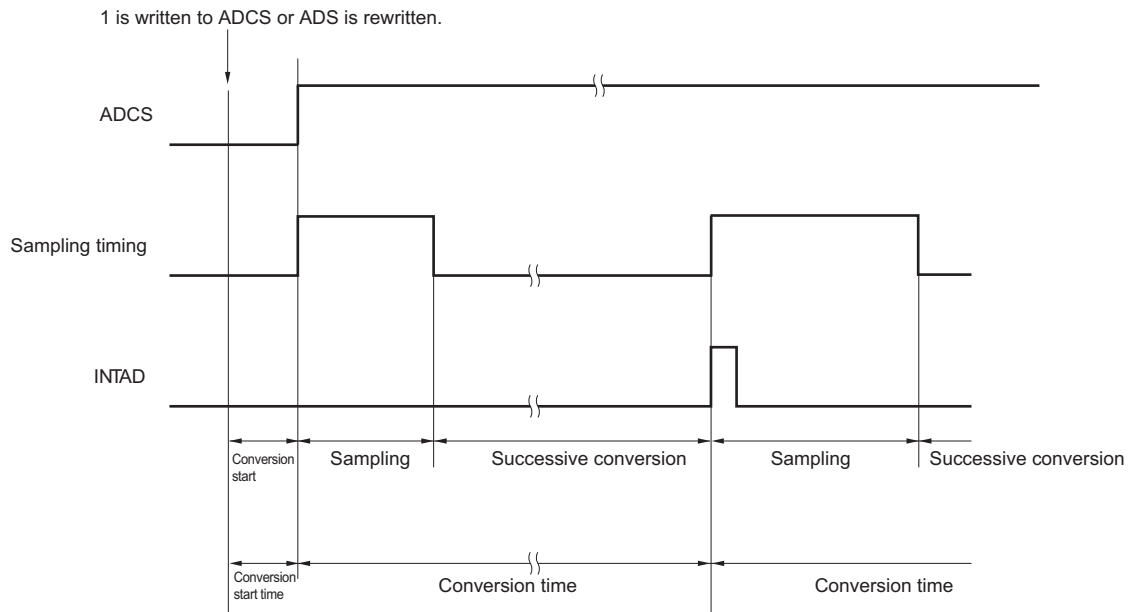 1 is written to ADCS or ADS is rewritten.
ADCS
Sampling timing
INTAD
Conversion
start
Sampling
Successive conversion
Sampling
Successive conversion
Conversion
start time
Conversion time
Conversion time